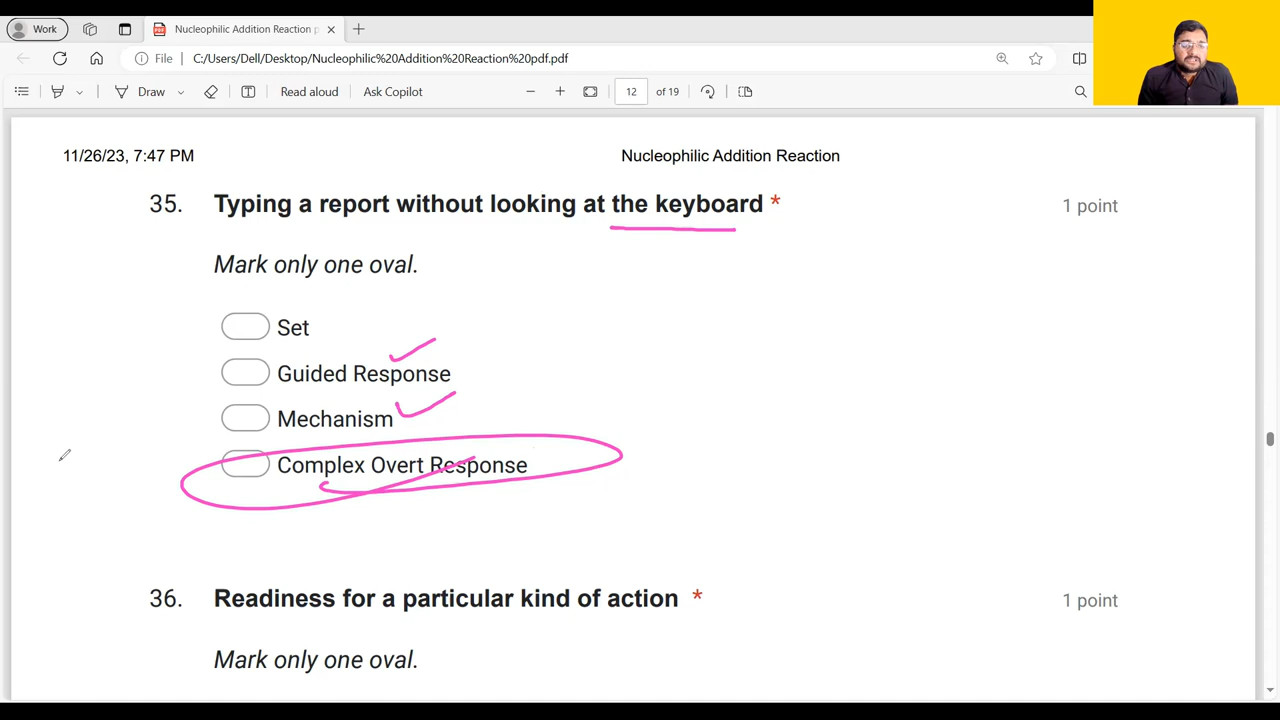 Work
Nucleophilic Addition Reaction p
File C:/Users/Dell/Desktop/Nucleophilic%20Addition%20Reaction%20pdf.pdf
Draw Read aloud Ask Copilot 12 of 19
11/26/23, 7:47 PM Nucleophilic Addition Reaction
35. Typing a report without looking at the keyboard * 1 point
Mark only one oval.
Set
Guided Response
Mechanism
Complex Overt Response
36. Readiness for a particular kind of action * 1 point
Mark only one oval.